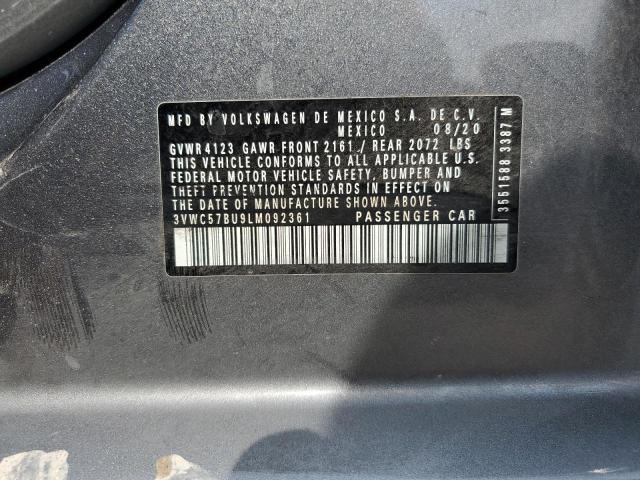 MFD BY VOLKSWAGEN DE MEXICO S.A. DE C.V.
MEXICO 08/20
GVWR 4123 GAWR FRONT 2161 / REAR 2072 LBS
THIS VEHICLE CONFORMS TO ALL APPLICABLE U.S.
FEDERAL MOTOR VEHICLE SAFETY, BUMPER AND
THEFT PREVENTION STANDARDS IN EFFECT ON
THE DATE OF MANUFACTURE SHOWN ABOVE.
3VWC57BU9LM092361 PASSENGER CAR
3551588 3387 M